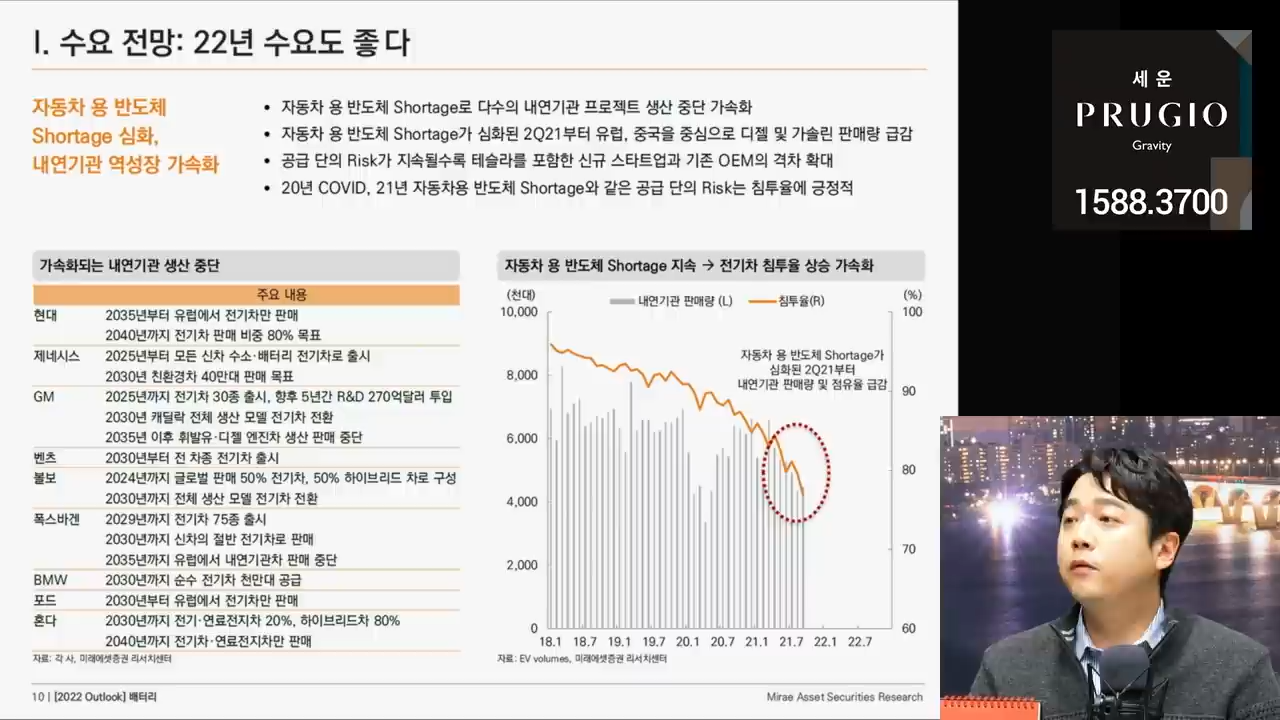 I. 수요 전망: 22년 수요도 좋다
자동차 용 반도체
Shortage 심화,
내연기관 역성장 가속화
• 자동차 용 반도체 Shortage로 다수의 내연기관 프로젝트 생산 중단 가속화
• 자동차 용 반도체 Shortage가 심화된 2Q21부터 유럽, 중국을 중심으로 디젤 및 가솔린 판매량 급감
• 공급 단의 Risk가 지속될수록 테슬라를 포함한 신규 스타트업과 기존 OEM의 격차 확대
• 20년 COVID, 21년 자동차용 반도체 Shortage와 같은 공급 단의 Risk는 침투율에 긍정적
가속화되는 내연기관 생산 중단
주요 내용
현대 2035년부터 유럽에서 전기차만 판매
2040년까지 전기차 판매 비중 80% 목표
제네시스 2025년부터 모든 신차 수소·배터리 전기차로 출시
2030년 친환경차 40만대 판매 목표
GM 2025년까지 전기차 30종 출시, 향후 5년간 R&D 270억달러 투입
2030년 캐딜락 전체 생산 모델 전기차 전환
2035년 이후 휘발유·디젤 엔진차 생산 판매 중단
벤츠 2030년부터 전 차종 전기차 출시
볼보 2024년까지 글로벌 판매 50% 전기차, 50% 하이브리드 차로 구성
2030년까지 전체 생산 모델 전기차 전환
폭스바겐 2029년까지 전기차 75종 출시
2030년까지 신차의 절반 전기차로 판매
2035년까지 유럽에서 내연기관차 판매 중단
BMW 2030년까지 순수 전기차 천만대 공급
포드 2030년부터 유럽에서 전기차만 판매
혼다 2030년까지 전기·연료전지차 20%, 하이브리드차 80%
2040년까지 전기차·연료전지차만 판매
자료: 각 사, 미래에셋증권 리서치센터
자동차 용 반도체 Shortage 지속 → 전기차 침투율 상승 가속화
(천대) (%)
내연기관 판매량 (L) 침투율(R)
자동차 용 반도체 Shortage가
심화된 2Q21부터
내연기관 판매량 및 점유율 급감
10,000 100
8,000 90
6,000 80
4,000 70
2,000
0 60
18.1 18.7 19.1 19.7 20.1 20.7 21.1 21.7 22.1 22.7
자료: EV volumes, 미래에셋증권 리서치센터
10 | [2022 Outlook] 배터리
Mirae Asset Securities Research
세운
PRUGIO
Gravity
1588.3700